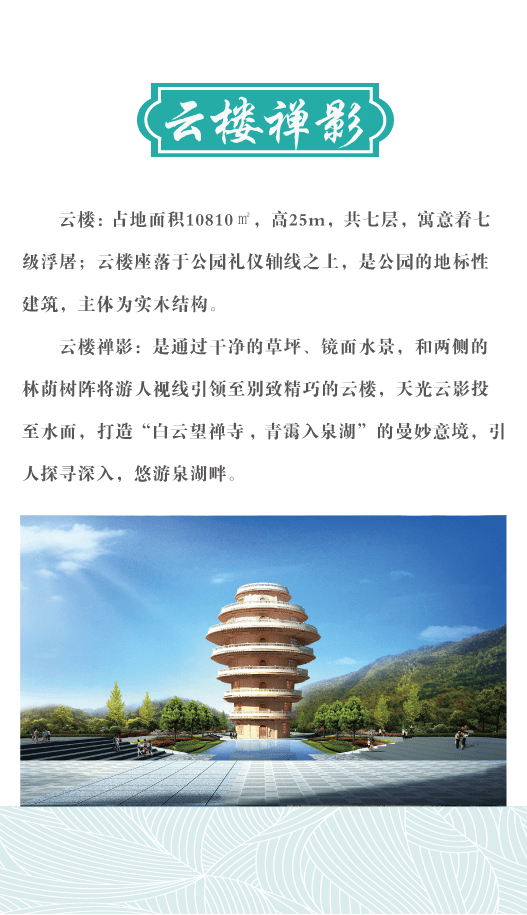 云楼禅影
云楼：占地面积10810㎡，高25m，共七层，寓意着七
级浮屠；云楼座落于公园礼仪轴线之上，是公园的地标性
建筑，主体为实木结构。
云楼禅影：是通过干净的草坪、镜面水景，和两侧的
林荫树阵将游人视线引领至别致精巧的云楼，天光云影投
至水面，打造“白云望禅寺，青霭入泉湖”的曼妙意境，引
人探寻深入，悠游泉湖畔。